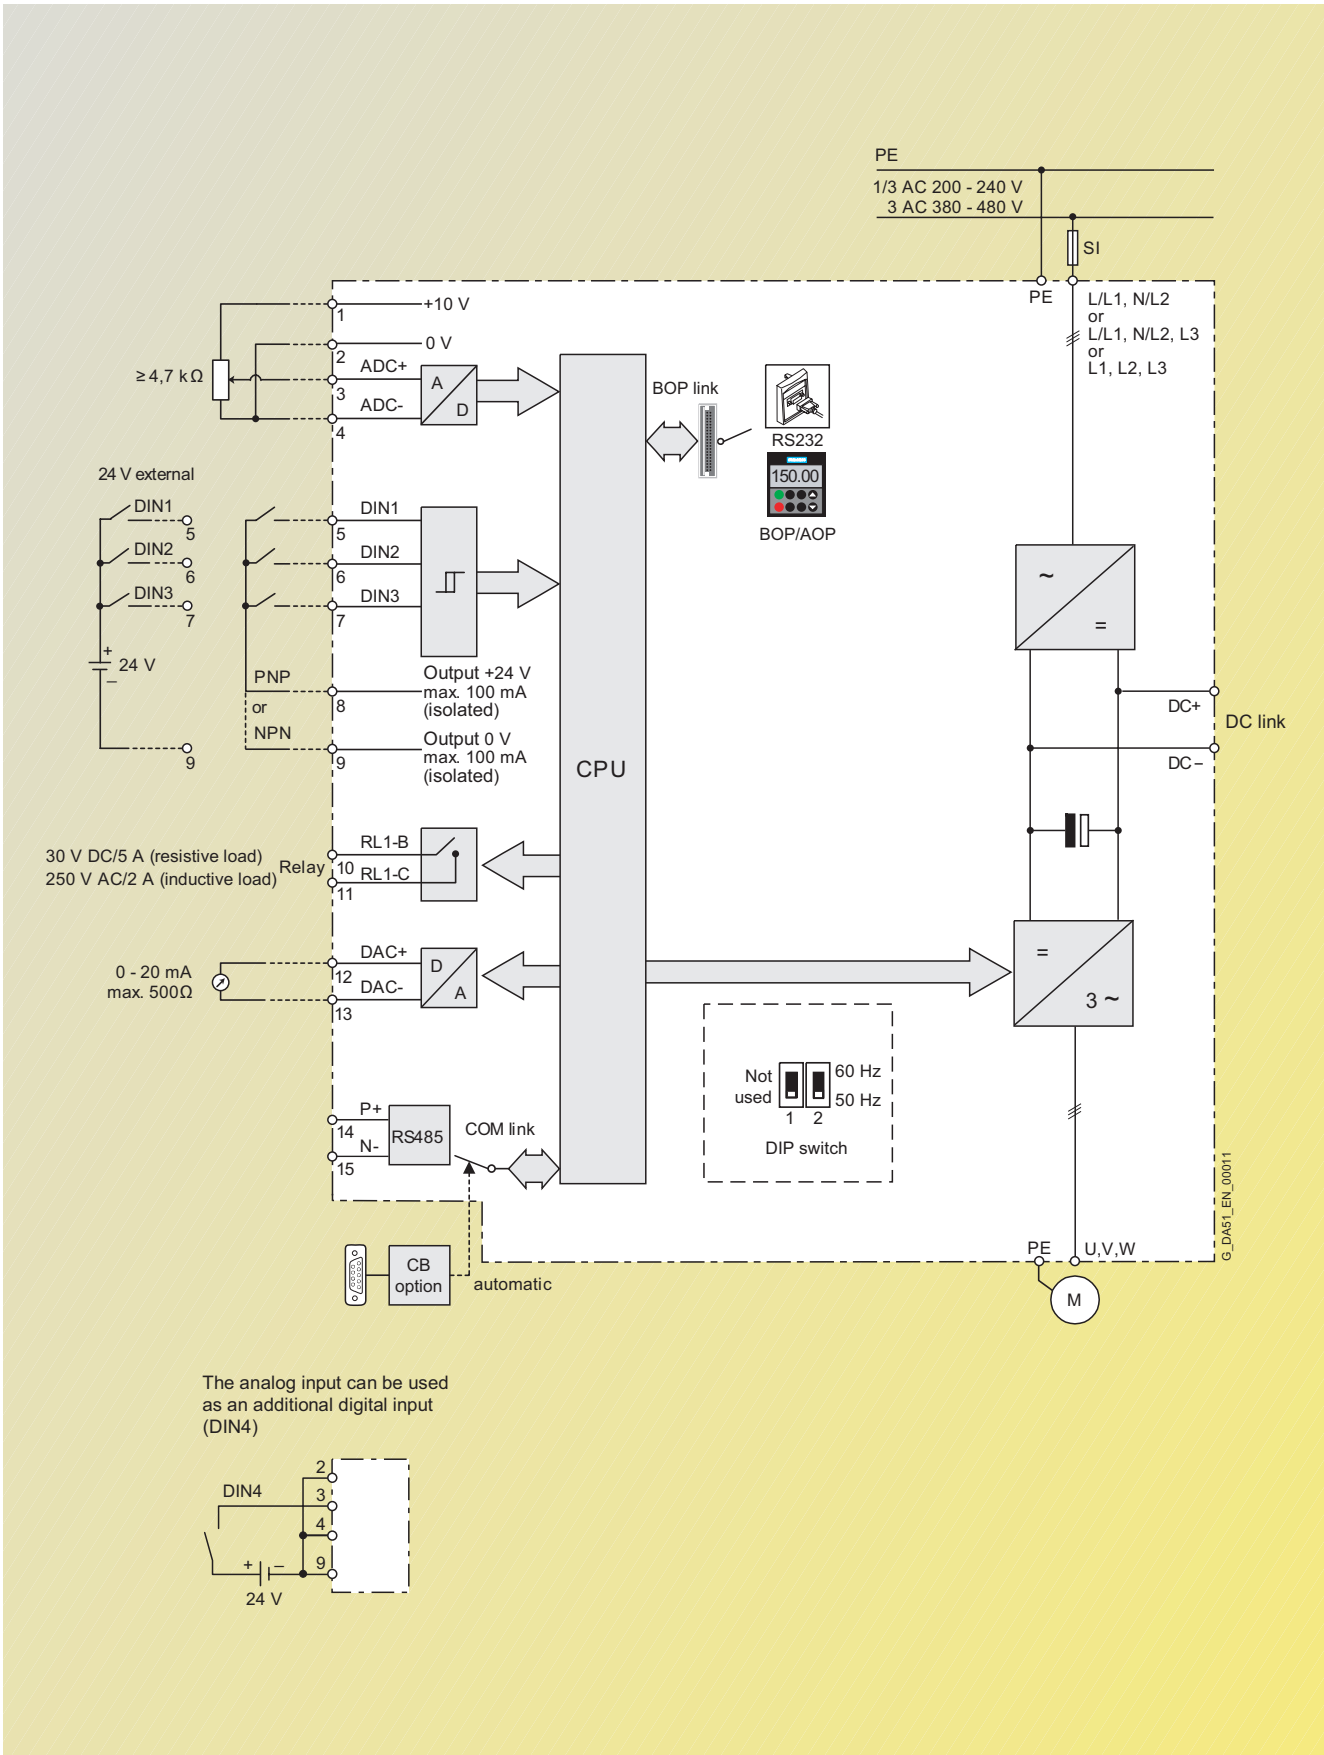 PE
1/3 AC 200 - 240 V
3 AC 380 - 480 V
SI
PE
L/L1, N/L2
or
L/L1, N/L2, L3
or
L1, L2, L3
1
+10 V
2
0 V
≥ 4,7 kΩ
ADC+
3
ADC-
4
A
D
BOP link
RS232
150.00
BOP/AOP
24 V external
DIN1
5
DIN2
6
DIN3
7
+
24 V
–
9
DIN1
5
DIN2
6
DIN3
7
PNP
or
NPN
8
Output +24 V
max. 100 mA
(isolated)
9
Output 0 V
max. 100 mA
(isolated)
CPU
~
=
DC+
DC link
DC–
30 V DC/5 A (resistive load)
250 V AC/2 A (inductive load)
Relay
RL1-B
10
RL1-C
11
0 - 20 mA
max. 500Ω
DAC+
12
DAC-
13
D
A
=
3 ~
Not
used
60 Hz
50 Hz
1 2
DIP switch
P+
14
N-
15
RS485
COM link
CB
option
automatic
PE
U,V,W
M
G_DA51_EN_00011
The analog input can be used
as an additional digital input
(DIN4)
2
DIN4
3
4
9
+ –
24 V